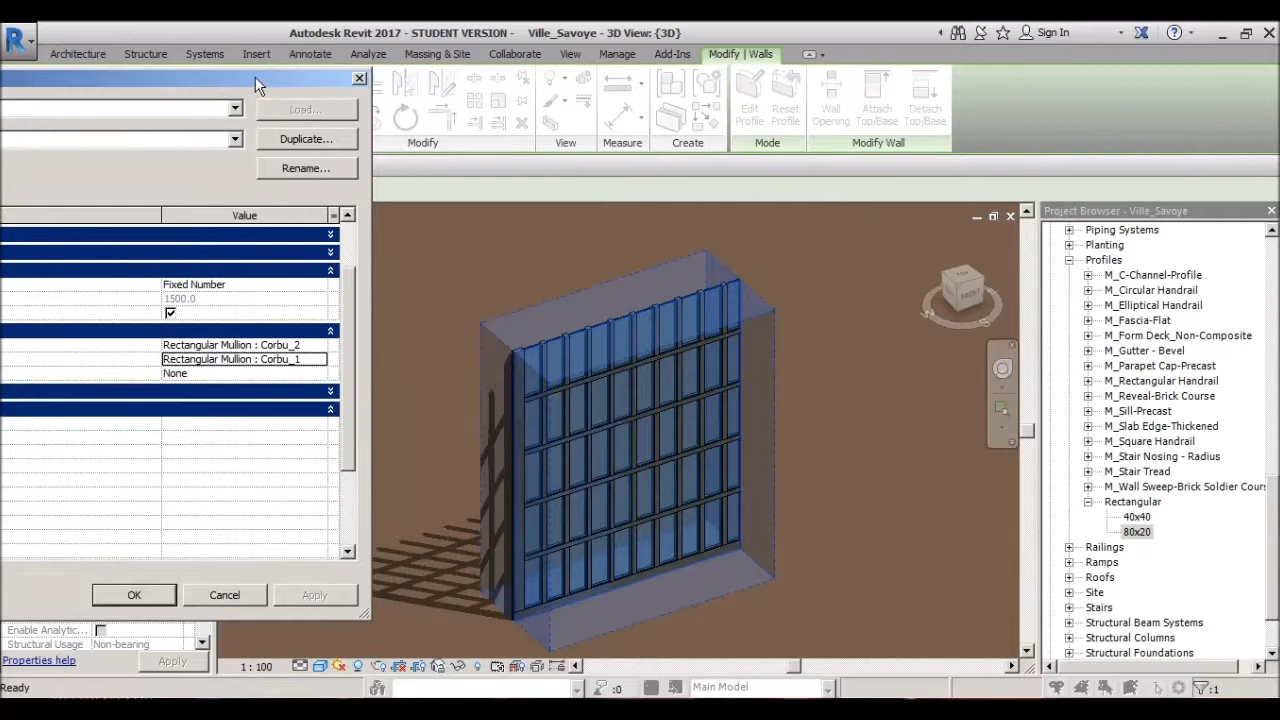 Autodesk Revit 2017 - STUDENT VERSION - Ville_Savoye - 3D View: {3D}
Sign In
R
Architecture Structure Systems Insert Annotate Analyze Massing & Site Collaborate View Manage Add-Ins Modify | Walls
Load...
Duplicate...
Rename...
Edit Profile
Reset Profile
Wall Opening
Attach Top/Base
Detach Top/Base
Modify View Measure Create Mode Modify Wall
Value =
Fixed Number
1500.0
Rectangular Mullion : Corbu_2
Rectangular Mullion : Corbu_1
None
OK Cancel Apply
Enable Analytic...
Structural Usage Non-bearing
Properties help Apply
TOP
FRONT
W
S
Project Browser - Ville_Savoye
Piping Systems
Planting
Profiles
M_C-Channel-Profile
M_Circular Handrail
M_Elliptical Handrail
M_Fascia-Flat
M_Form Deck_Non-Composite
M_Gutter - Bevel
M_Parapet Cap-Precast
M_Rectangular Handrail
M_Reveal-Brick Course
M_Sill-Precast
M_Slab Edge-Thickened
M_Square Handrail
M_Stair Nosing - Radius
M_Stair Tread
M_Wall Sweep-Brick Soldier Cour
Rectangular
40x40
80x20
Railings
Ramps
Roofs
Site
Stairs
Structural Beam Systems
Structural Columns
Structural Foundations
1 : 100
Ready :0 Main Model :1